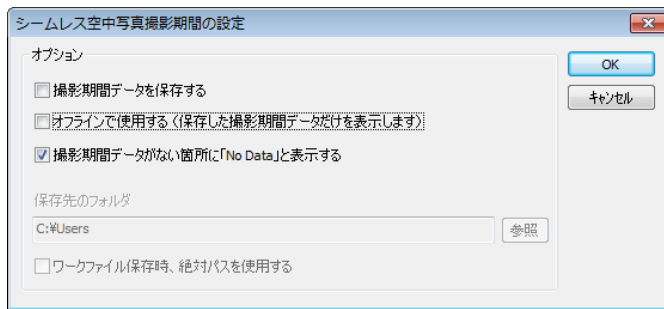 シームレス空中写真撮影期間の設定
オプション
撮影期間データを保存する
オフラインで使用する(保存した撮影期間データだけを表示します)
撮影期間データがない箇所に「No Data」と表示する
保存先のフォルダ
C:¥Users
参照
ワークファイル保存時、絶対パスを使用する
OK
キャンセル